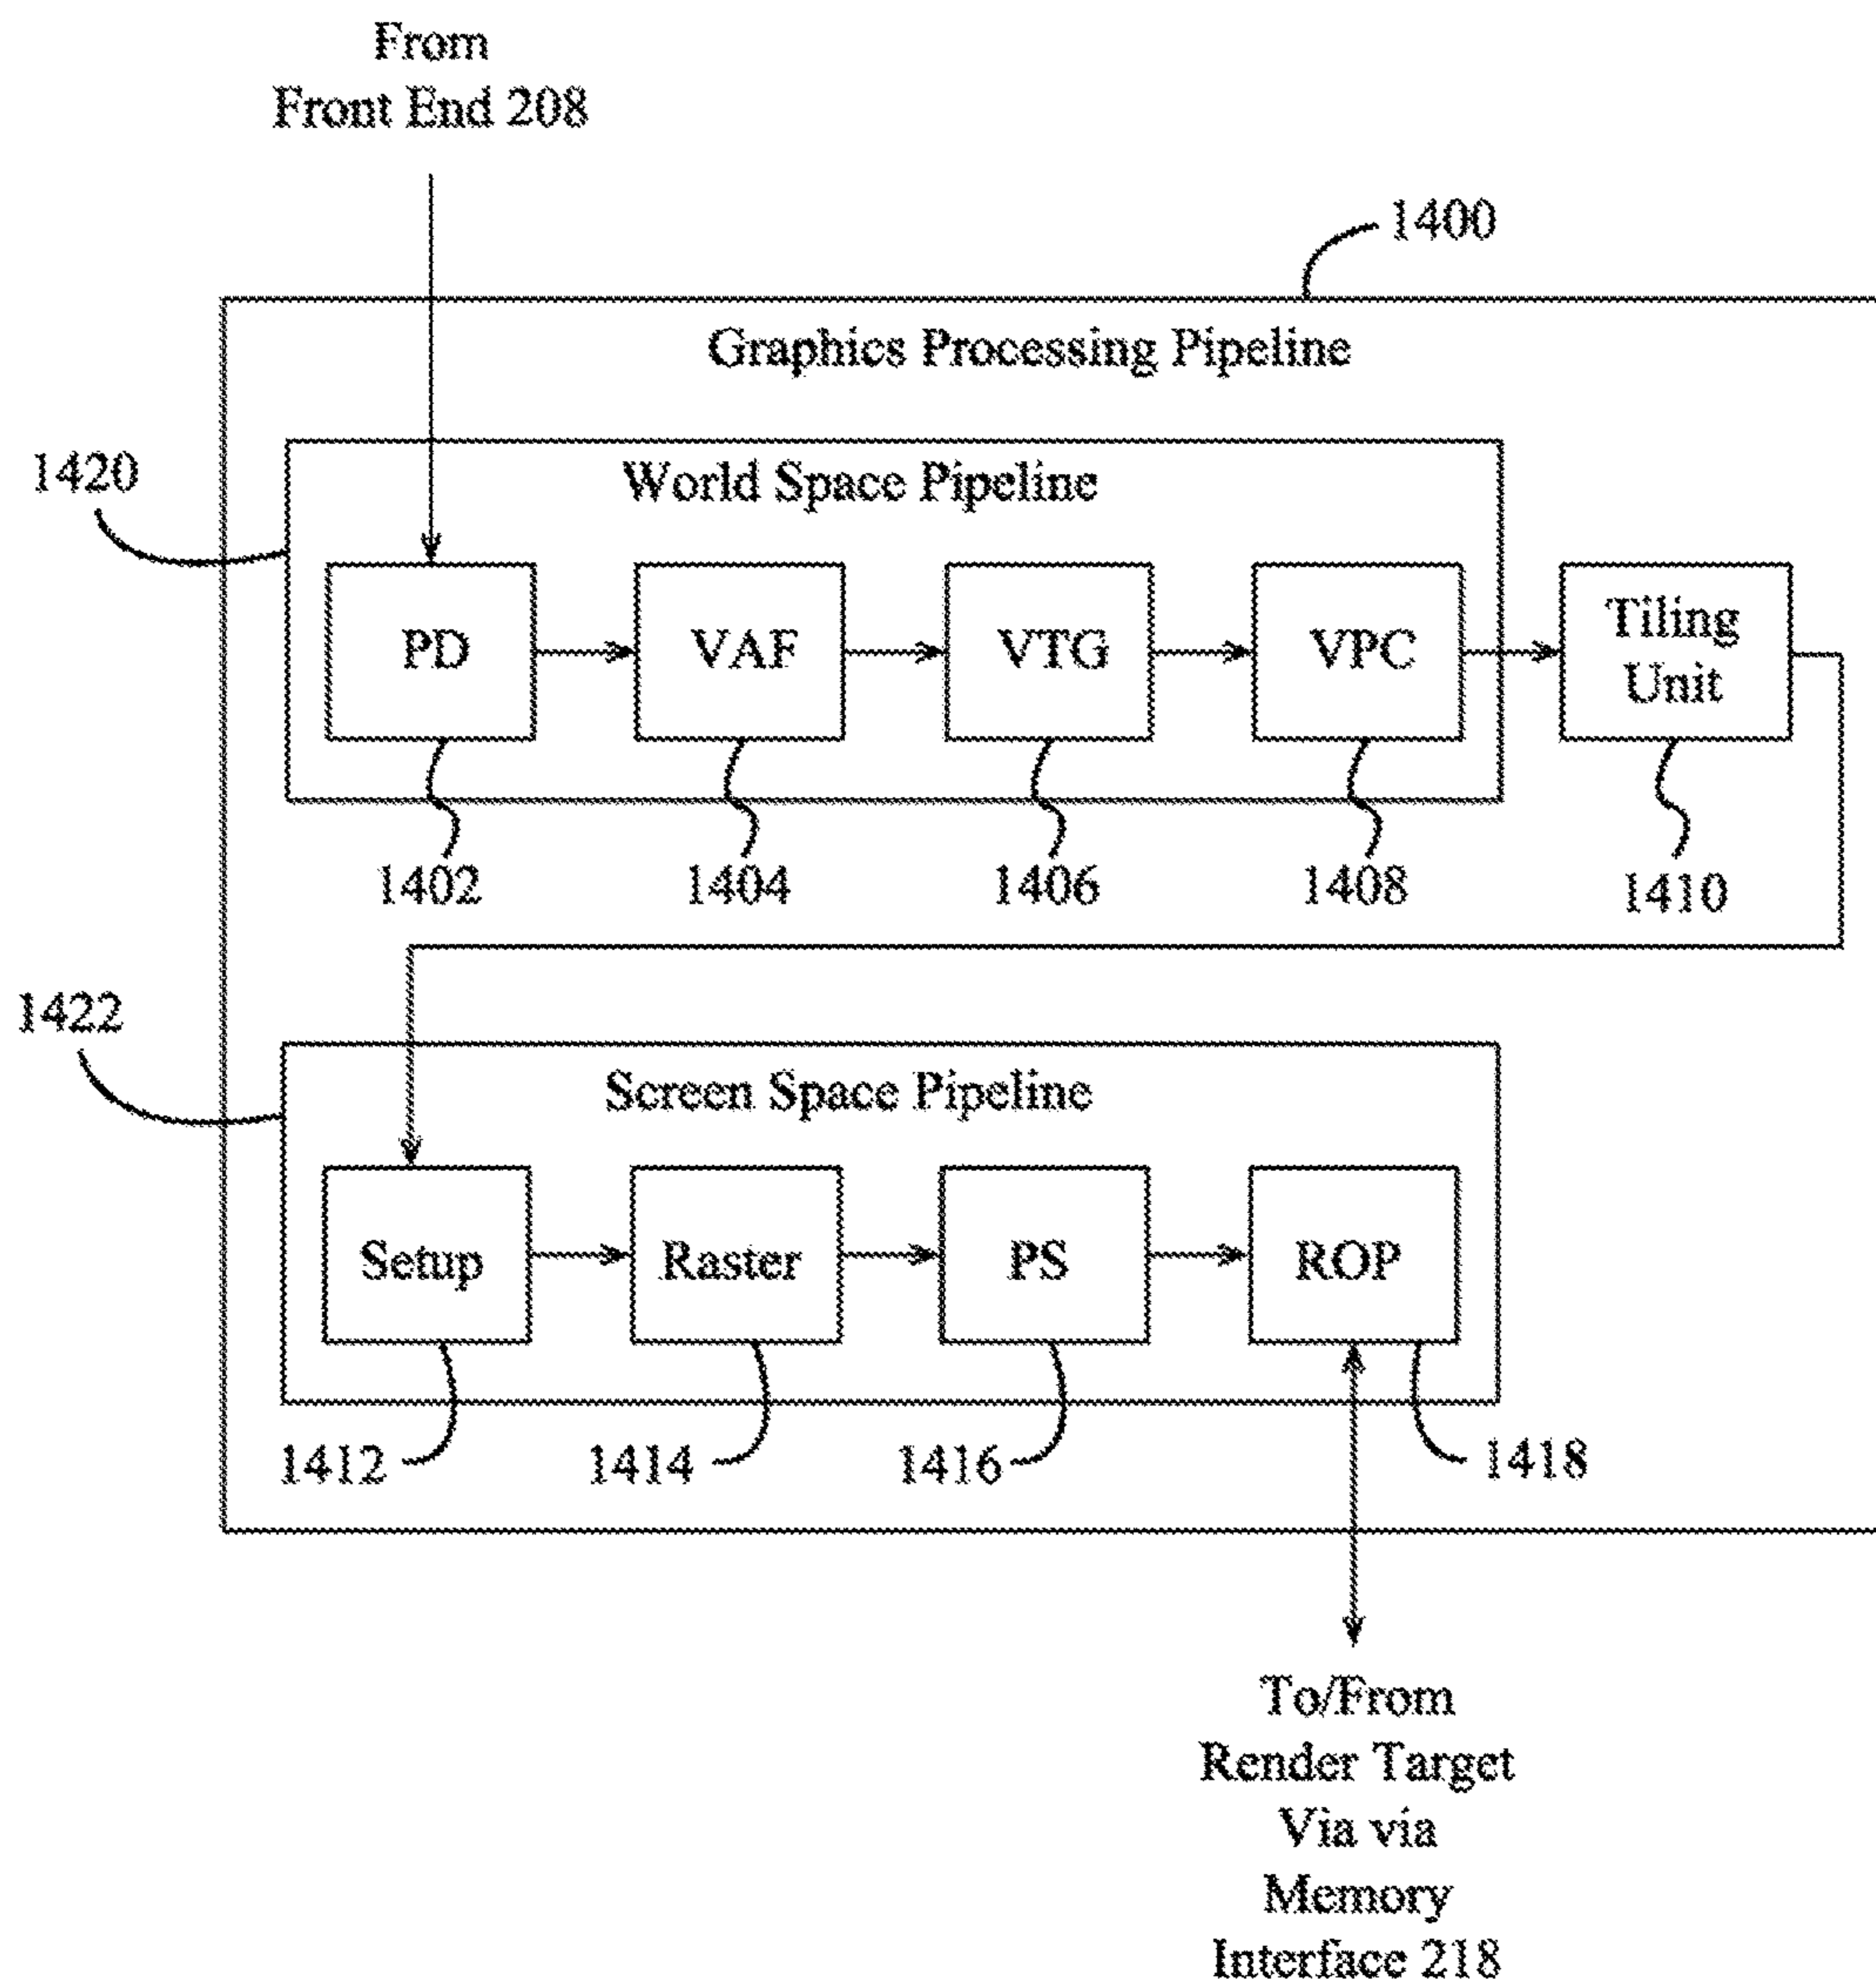 From
Front End 208
1400
Graphics Processing Pipeline
1420
World Space Pipeline
PD
VAF
VTG
VPC
Tiling
Unit
1402
1404
1406
1408
1410
1422
Screen Space Pipeline
Setup
Raster
PS
ROP
1412
1414
1416
1418
To/From
Render Target
Via via
Memory
Interface 218